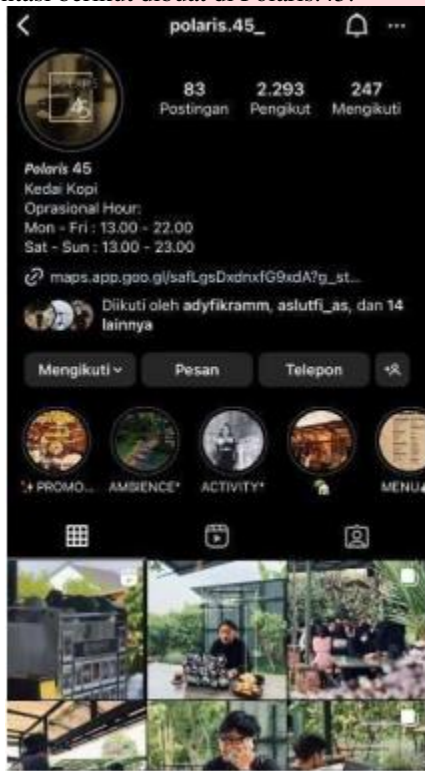 polaris.45_
83 2.293 247
Postingan Pengikut Mengikuti
Polaris 45
Kedai Kopi
Oprasional Hour:
Mon - Fri : 13.00 - 22.00
Sat - Sun : 13.00 - 23.00
maps.app.goo.gl/safLgsDxdnxfG9xdA?g_st...
Diikuti oleh adyfikramm, aslutfi_as, dan 14
lainnya
Mengikuti Pesan Telepon
PROMO... AMBIENCE* ACTIVITY* MENU